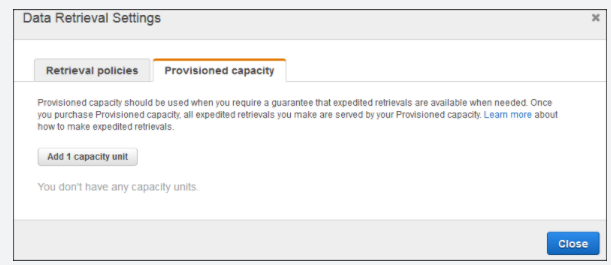 Data Retrieval Settings
×
Retrieval policies
Provisioned capacity
Provisioned capacity should be used when you require a guarantee that expedited retrievals are available when needed. Once
you purchase Provisioned capacity, all expedited retrievals you make are served by your Provisioned capacity. Learn more about
how to make expedited retrievals.
Add 1 capacity unit
You don't have any capacity units.
Close